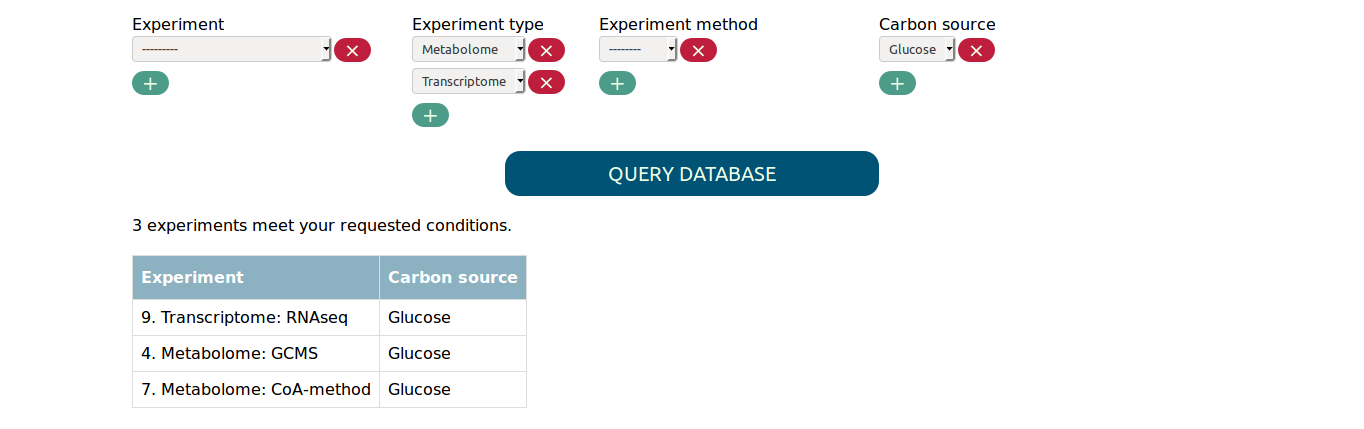 Experiment Experiment type Experiment method Carbon source
--------- × Metabolome × -------- × Glucose ×
+ Transcriptome × + +
+
QUERY DATABASE
3 experiments meet your requested conditions.
Experiment Carbon source
9. Transcriptome: RNAseq Glucose
4. Metabolome: GCMS Glucose
7. Metabolome: CoA-method Glucose